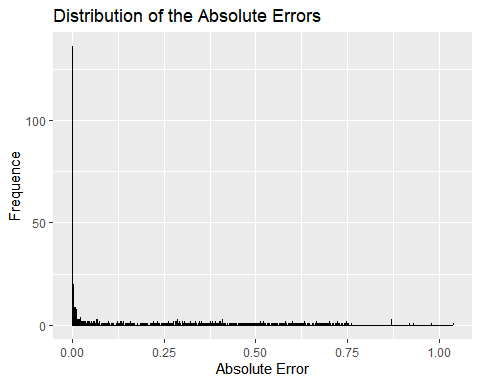 Distribution of the Absolute Errors
100
50
0
Frequence
0.00 0.25 0.50 0.75 1.00
Absolute Error